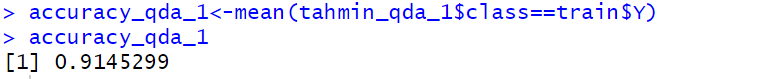 > accuracy_qda_1<-mean(tahmin_qda_1$class==train$Y)
> accuracy_qda_1
[1] 0.9145299